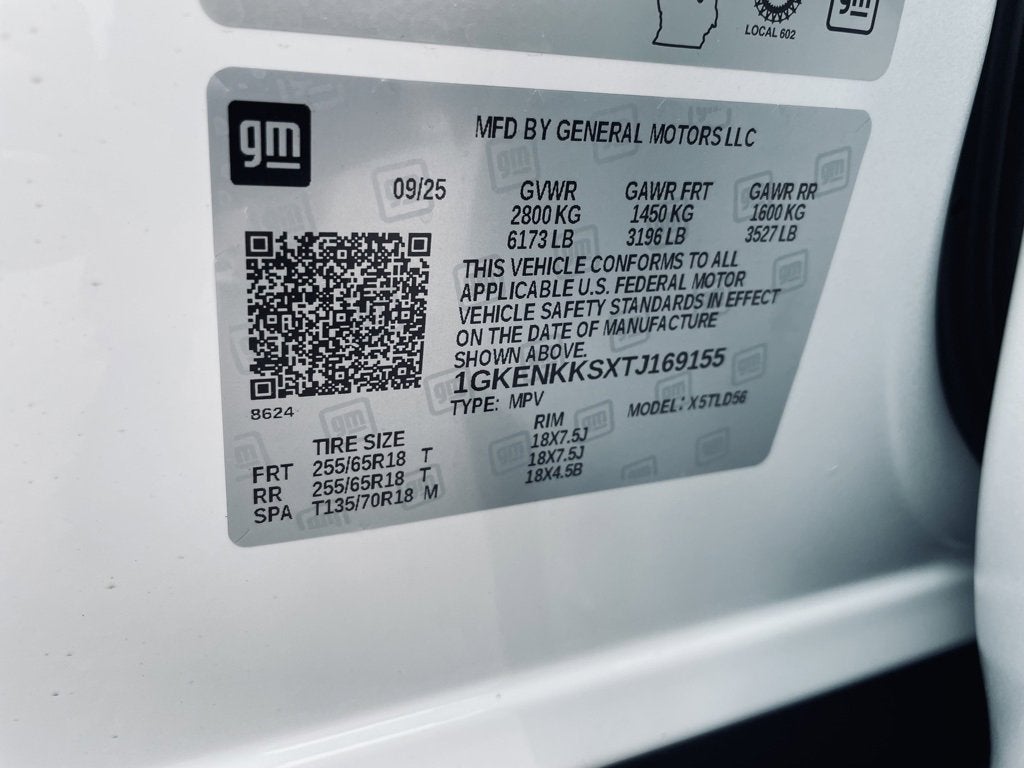 LOCAL 602
gm
gm
MFD BY GENERAL MOTORS LLC
09/25 GVWR GAWR FRT GAWR RR
2800 KG 1450 KG 1600 KG
6173 LB 3196 LB 3527 LB
THIS VEHICLE CONFORMS TO ALL
APPLICABLE U.S. FEDERAL MOTOR
VEHICLE SAFETY STANDARDS IN EFFECT
ON THE DATE OF MANUFACTURE
SHOWN ABOVE.
1GKENKKSXTJ169155
8624
TYPE: MPV MODEL: X5TLD56
TIRE SIZE RIM
FRT 255/65R18 T 18X7.5J
RR 255/65R18 T 18X7.5J
SPA T135/70R18 M 18X4.5B